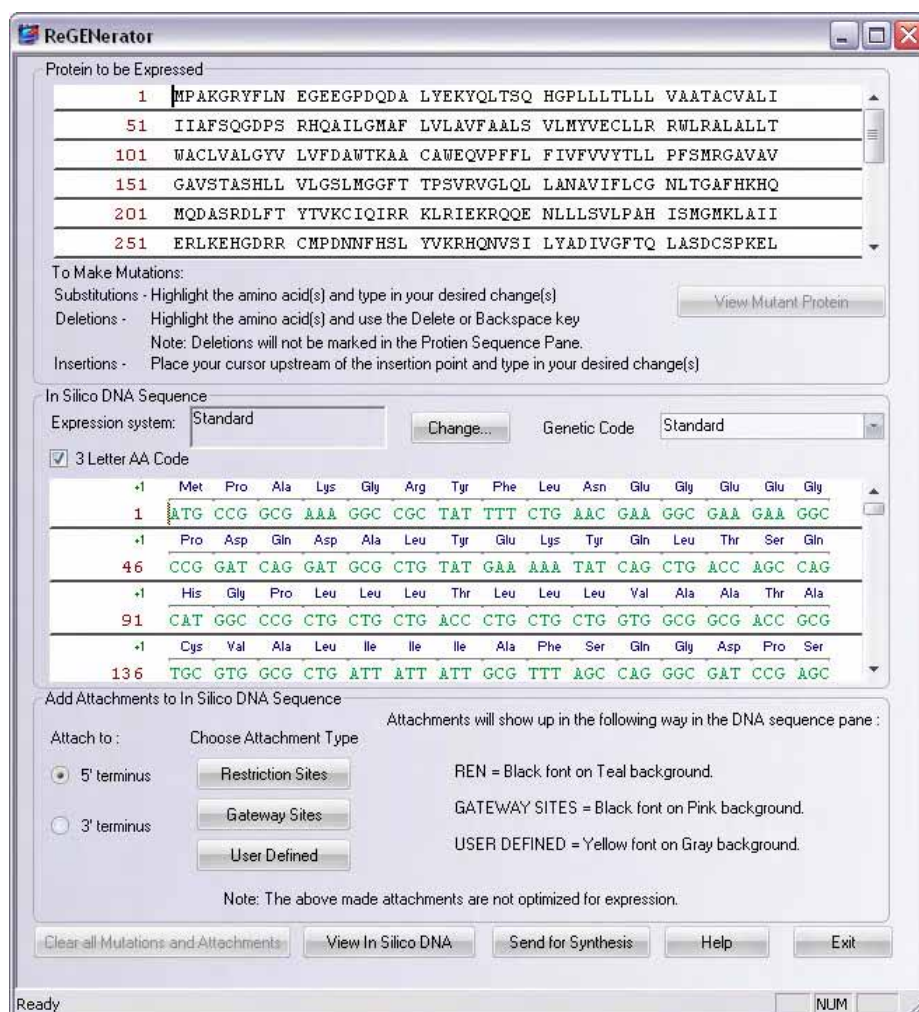 ReGENerator
Protein to be Expressed
1 MPAKGRYFLN EGEEGPDQDA LYEKYQLTSQ HGPLLLTLLL VAATACVALI
51 IIAFSQGDPS RHQAILGMAF LVLAVFAALS VLMYVECLLR RWLRALALLT
101 WACLVALGYV LVFDAWTKAA CAWEQVPFFL FIVFVVYTLL PFSMRGAVAV
151 GAVSTASHLL VLGSLMGGFT TPSVRVGLQL LANAVIFLCG NLTGAFHKHQ
201 MQDASRDLFT YTVKCIQIRR KLRIEKRQQE NLLLSVLPAH ISMGMKLAII
251 ERLKEHGDRR CMPDNNFHSL YVKRHQNVSI LYADIVGFTQ LASDCSPKEL
To Make Mutations:
Substitutions - Highlight the amino acid(s) and type in your desired change(s)
View Mutant Protein
Deletions - Highlight the amino acid(s) and use the Delete or Backspace key
Note: Deletions will not be marked in the Protien Sequence Pane.
Insertions - Place your cursor upstream of the insertion point and type in your desired change(s)
In Silico DNA Sequence
Expression system: Standard Change... Genetic Code Standard
3 Letter AA Code
+1 Met Pro Ala Lys Gly Arg Tyr Phe Leu Asn Glu Gly Glu Glu Gly
1 ATG CCG GCG AAA GGC CGC TAT TTT CTG AAC GAA GGC GAA GAA GGC
+1 Pro Asp Gln Asp Ala Leu Tyr Glu Lys Tyr Gln Leu Thr Ser Gln
46 CCG GAT CAG GAT GCG CTG TAT GAA AAA TAT CAG CTG ACC AGC CAG
+1 His Gly Pro Leu Leu Leu Thr Leu Leu Leu Val Ala Ala Thr Ala
91 CAT GGC CCG CTG CTG CTG ACC CTG CTG CTG GTG GCG GCG ACC GCG
+1 Cys Val Ala Leu Ile Ile Ile Ala Phe Ser Gln Gly Asp Pro Ser
136 TGC GTG GCG CTG ATT ATT ATT GCG TTT AGC CAG GGC GAT CCG AGC
Add Attachments to In Silico DNA Sequence
Attachments will show up in the following way in the DNA sequence pane :
Attach to : Choose Attachment Type
5' terminus Restriction Sites REN = Black font on Teal background.
Gateway Sites GATEWAY SITES = Black font on Pink background.
3' terminus
User Defined USER DEFINED = Yellow font on Gray background.
Note: The above made attachments are not optimized for expression.
Clear all Mutations and Attachments View In Silico DNA Send for Synthesis Help Exit
Ready NUM